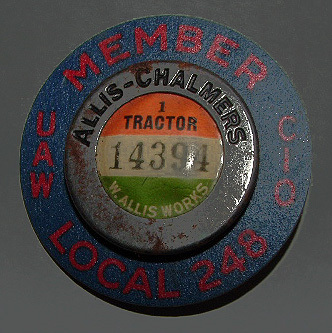 MEMBER
UAW
CIO
LOCAL 248
ALLIS-CHALMERS
1
TRACTOR
14394
W. ALLIS WORKS